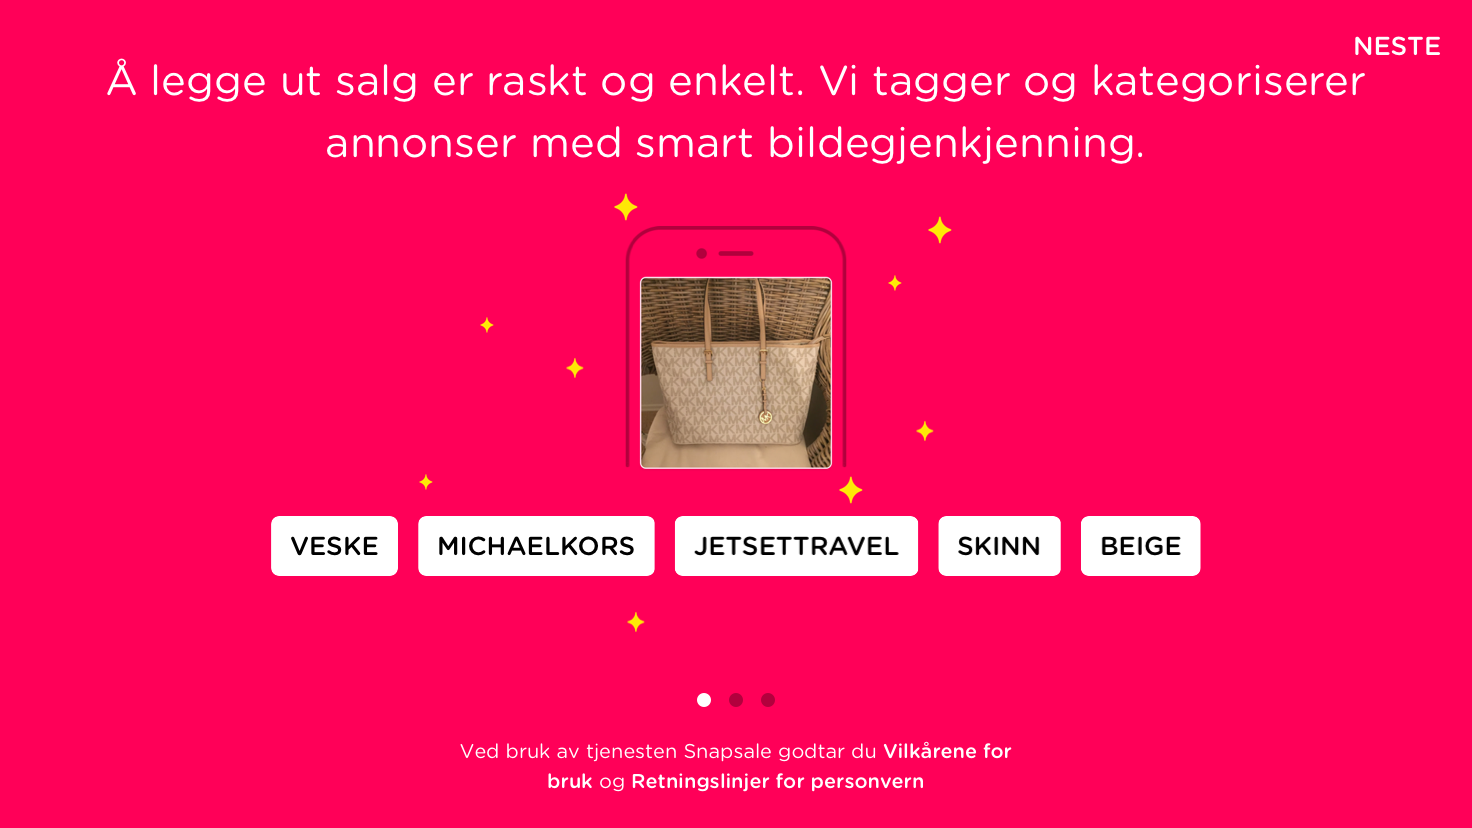 NESTE
Å legge ut salg er raskt og enkelt. Vi tagger og kategoriserer
annonser med smart bildegjenkjenning.
VESKE MICHAELKORS JETSETTRAVEL SKINN BEIGE
Ved bruk av tjenesten Snapsale godtar du Vilkårene for
bruk og Retningslinjer for personvern